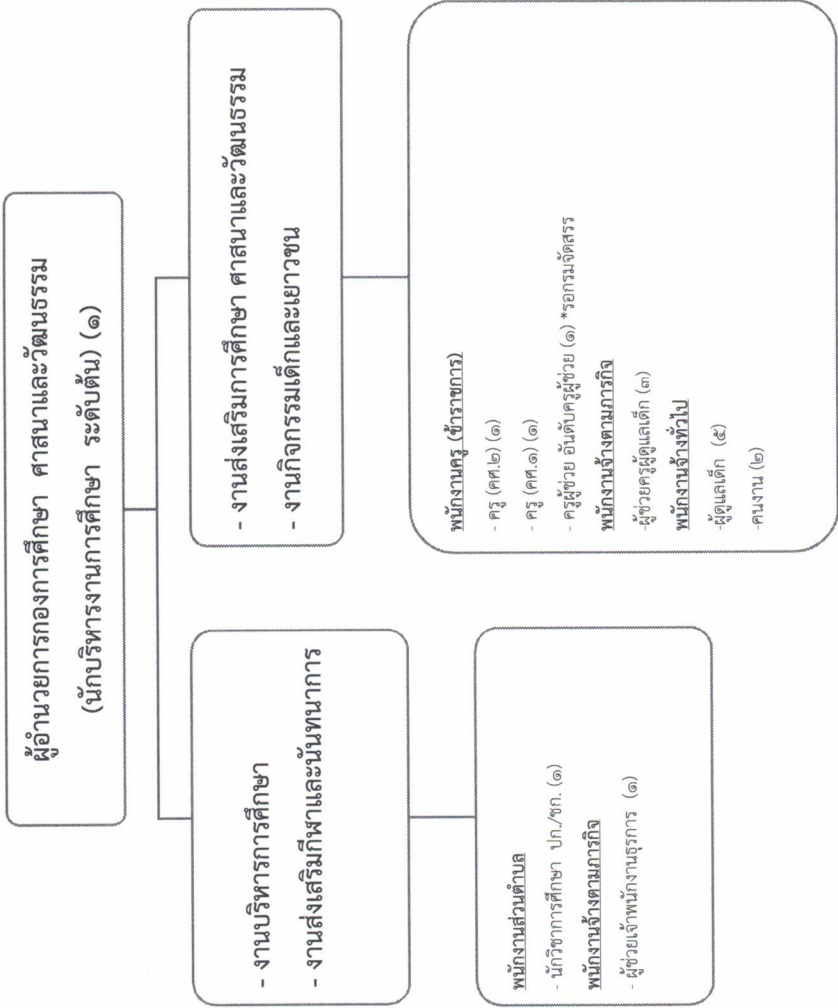 ผู้อำนวยการกองการศึกษา ศาสนาและวัฒนธรรม
(นักบริหารงานการศึกษา ระดับต้น) (๑)
- งานบริหารการศึกษา
- งานส่งเสริมกีฬาและนันทนาการ
- งานส่งเสริมการศึกษา ศาสนาและวัฒนธรรม
- งานกิจกรรมเด็กและเยาวชน
พนักงานส่วนตำบล
- นักวิชาการศึกษา ปก./ชก. (๑)
พนักงานจ้างตามภารกิจ
- ผู้ช่วยเจ้าพนักงานธุรการ (๑)
พนักงานครู (ข้าราชการ)
- ครู (คศ.๒) (๑)
- ครู (คศ.๑) (๑)
- ครูผู้ช่วย อันดับครูผู้ช่วย (๑) *รอกรมจัดสรร
พนักงานจ้างตามภารกิจ
-ผู้ช่วยครูผู้ดูแลเด็ก (๓)
พนักงานจ้างทั่วไป
-ผู้ดูแลเด็ก (๕)
-คนงาน (๒)